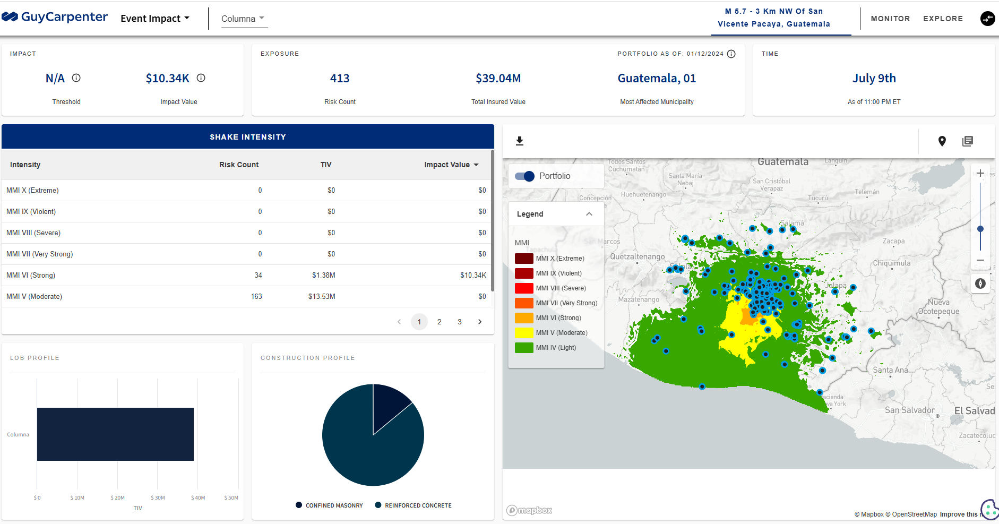 GuyCarpenter
Event Impact
Columna
M 5.7 - 3 Km NW Of San
Vicente Pacaya, Guatemala
MONITOR
EXPLORE
IMPACT
N/A
$10.34K
Threshold
Impact Value
EXPOSURE
PORTFOLIO AS OF: 01/12/2024
413
$39.04M
Guatemala, 01
Risk Count
Total Insured Value
Most Affected Municipality
TIME
July 9th
As of 11:00 PM ET
SHAKE INTENSITY
Intensity Risk Count TIV Impact Value
MMI X (Extreme) 0 $0 $0
MMI IX (Violent) 0 $0 $0
MMI VIII (Severe) 0 $0 $0
MMI VII (Very Strong) 0 $0 $0
MMI VI (Strong) 34 $1.38M $10.34K
MMI V (Moderate) 163 $13.53M $0
1 2 3
LOB PROFILE
Columna
$ 0 $ 10M $ 20M $ 30M $ 40M $ 50M
TIV
CONSTRUCTION PROFILE
CONFINED MASONRY
REINFORCED CONCRETE
Portfolio
Legend
MMI
MMI X (Extreme)
MMI IX (Violent)
MMI VIII (Severe)
MMI VII (Very Strong)
MMI VI (Strong)
MMI V (Moderate)
MMI IV (Light)
Todos Santos
Cuchumatán
Guatemala
Lanquín
Santa María
Nebaj
San Cristóbal
Verapaz
Telemán
Huehuetenango
Concepción
Tucurú
Salamá
San Marcos
Zacapa
Tapachula
Quetzaltenango
Chiquimula
Sololá
Jalapa
Mazatenango
Nueva
Ocotepeque
Santa Ana
San Salvador
El Salvad
Zacatecoluc
mapbox
© Mapbox © OpenStreetMap Improve this